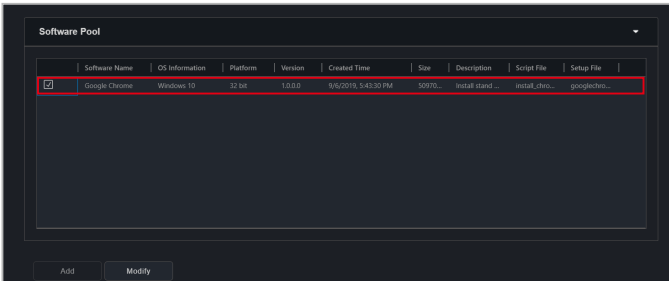 Software Pool
Software Name OS Information Platform Version Created Time Size Description Script File Setup File
Google Chrome Windows 10 32 bit 1.0.0.0 9/6/2019, 5:43:30 PM 50970... Install stand ... install_chro... googlechro...
Add Modify